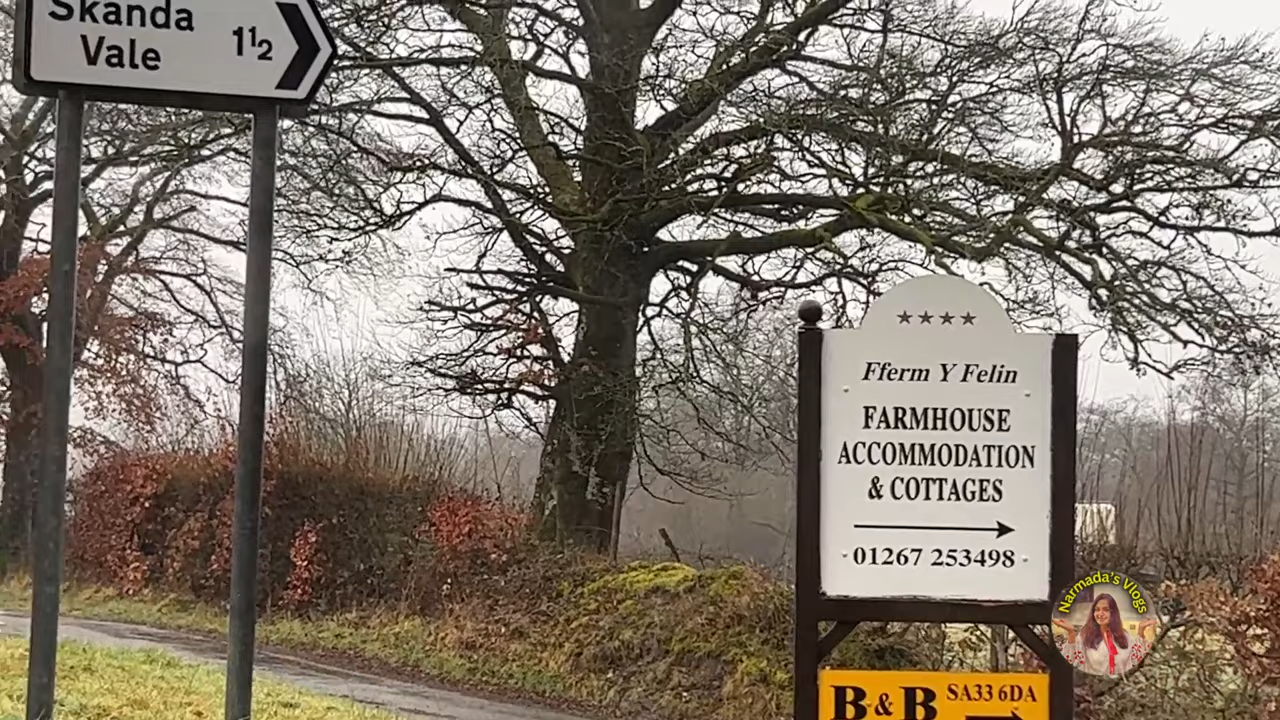 Skanda
Vale 1½
Fferm Y Felin
FARMHOUSE
ACCOMMODATION
& COTTAGES
01267 253498
B & B SA33 6DA
Narmada's Vlogs